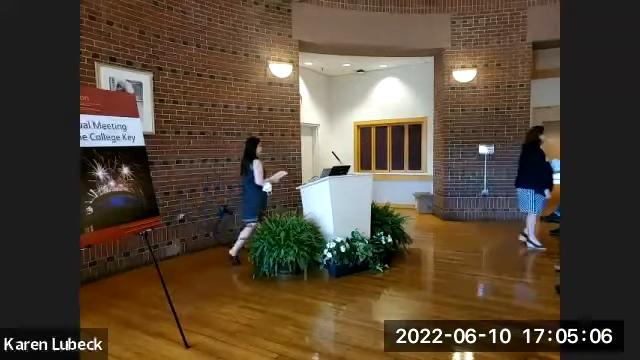 ual Meeting
e College Key
Karen Lubeck
2022-06-10 17:05:06